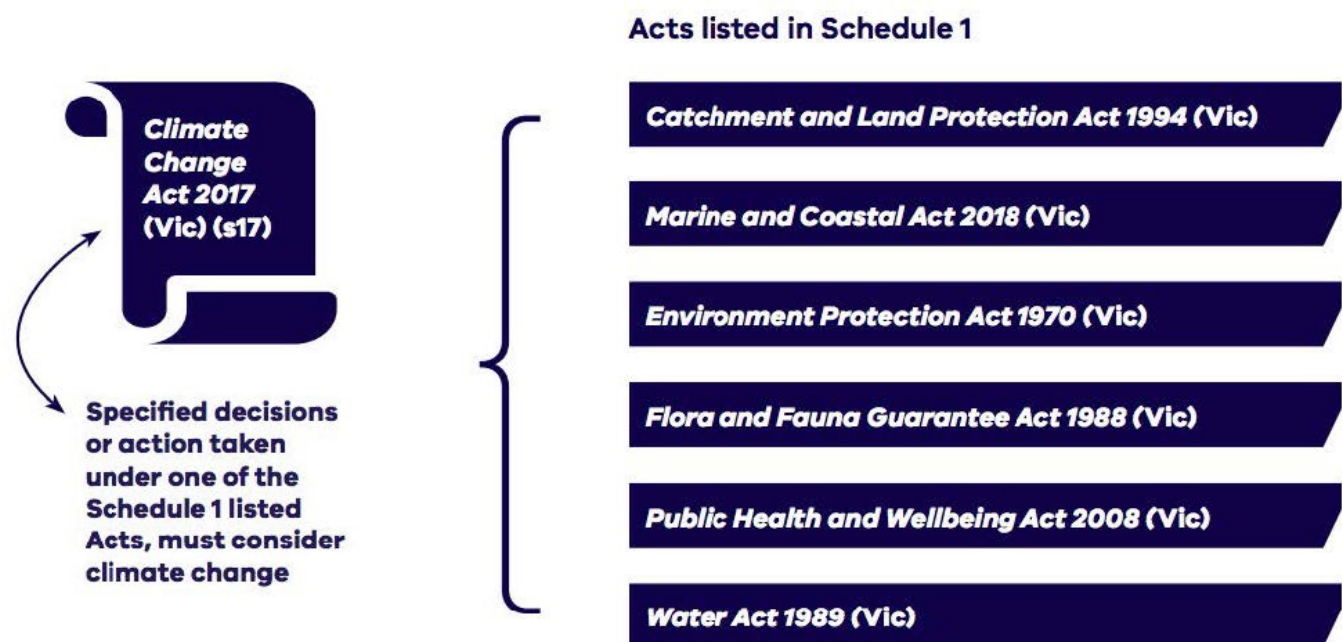 Acts listed in Schedule 1
Climate
Change
Act 2017
(Vic) (s17)
Specified decisions
or action taken
under one of the
Schedule 1 listed
Acts, must consider
climate change
Catchment and Land Protection Act 1994 (Vic)
Marine and Coastal Act 2018 (Vic)
Environment Protection Act 1970 (Vic)
Flora and Fauna Guarantee Act 1988 (Vic)
Public Health and Wellbeing Act 2008 (Vic)
Water Act 1989 (Vic)